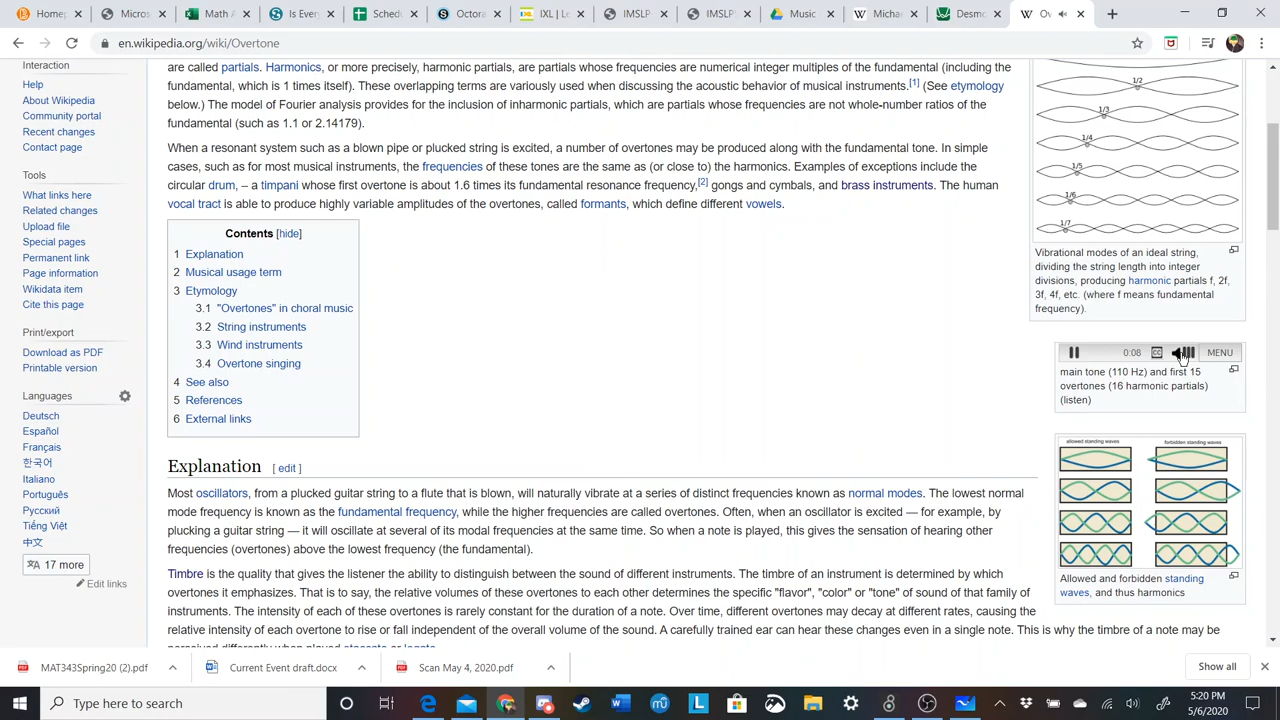 Home
Micros
Math A
Is Every
Schedu
Octora
IXL | Le
IMSLP
IMSLP:
Music
Michae
Desmo
Ov
en.wikipedia.org/wiki/Overtone
Interaction
Help
About Wikipedia
Community portal
Recent changes
Contact page
Tools
What links here
Related changes
Upload file
Special pages
Permanent link
Page information
Wikidata item
Cite this page
Print/export
Download as PDF
Printable version
Languages
Deutsch
Español
Français
한국어
Italiano
Português
Русский
Tiếng Việt
中文
17 more
Edit links
are called partials. Harmonics, or more precisely, harmonic partials, are partials whose frequencies are numerical integer multiples of the fundamental (including the
fundamental, which is 1 times itself). These overlapping terms are variously used when discussing the acoustic behavior of musical instruments.[1] (See etymology
below.) The model of Fourier analysis provides for the inclusion of inharmonic partials, which are partials whose frequencies are not whole-number ratios of the
fundamental (such as 1.1 or 2.14179).
When a resonant system such as a blown pipe or plucked string is excited, a number of overtones may be produced along with the fundamental tone. In simple
cases, such as for most musical instruments, the frequencies of these tones are the same as (or close to) the harmonics. Examples of exceptions include the
circular drum, – a timpani whose first overtone is about 1.6 times its fundamental resonance frequency,[2] gongs and cymbals, and brass instruments. The human
vocal tract is able to produce highly variable amplitudes of the overtones, called formants, which define different vowels.
Contents [hide]
1 Explanation
2 Musical usage term
3 Etymology
3.1 "Overtones" in choral music
3.2 String instruments
3.3 Wind instruments
3.4 Overtone singing
4 See also
5 References
6 External links
Explanation [ edit ]
Most oscillators, from a plucked guitar string to a flute that is blown, will naturally vibrate at a series of distinct frequencies known as normal modes. The lowest normal
mode frequency is known as the fundamental frequency, while the higher frequencies are called overtones. Often, when an oscillator is excited — for example, by
plucking a guitar string — it will oscillate at several of its modal frequencies at the same time. So when a note is played, this gives the sensation of hearing other
frequencies (overtones) above the lowest frequency (the fundamental).
Timbre is the quality that gives the listener the ability to distinguish between the sound of different instruments. The timbre of an instrument is determined by which
overtones it emphasizes. That is to say, the relative volumes of these overtones to each other determines the specific "flavor", "color" or "tone" of sound of that family of
instruments. The intensity of each of these overtones is rarely constant for the duration of a note. Over time, different overtones may decay at different rates, causing the
relative intensity of each overtone to rise or fall independent of the overall volume of the sound. A carefully trained ear can hear these changes even in a single note. This is why the timbre of a note may be
perceived differently when played staccato or legato.
1/2
1/3
1/4
1/5
1/6
1/7
Vibrational modes of an ideal string,
dividing the string length into integer
divisions, producing harmonic partials f, 2f,
3f, 4f, etc. (where f means fundamental
frequency).
0:08 CC MENU
main tone (110 Hz) and first 15
overtones (16 harmonic partials)
(listen)
allowed standing waves
forbidden standing waves
Allowed and forbidden standing
waves, and thus harmonics
MAT343Spring20 (2).pdf
Current Event draft.docx
Scan May 4, 2020.pdf
Show all
Type here to search
5:20 PM
5/6/2020